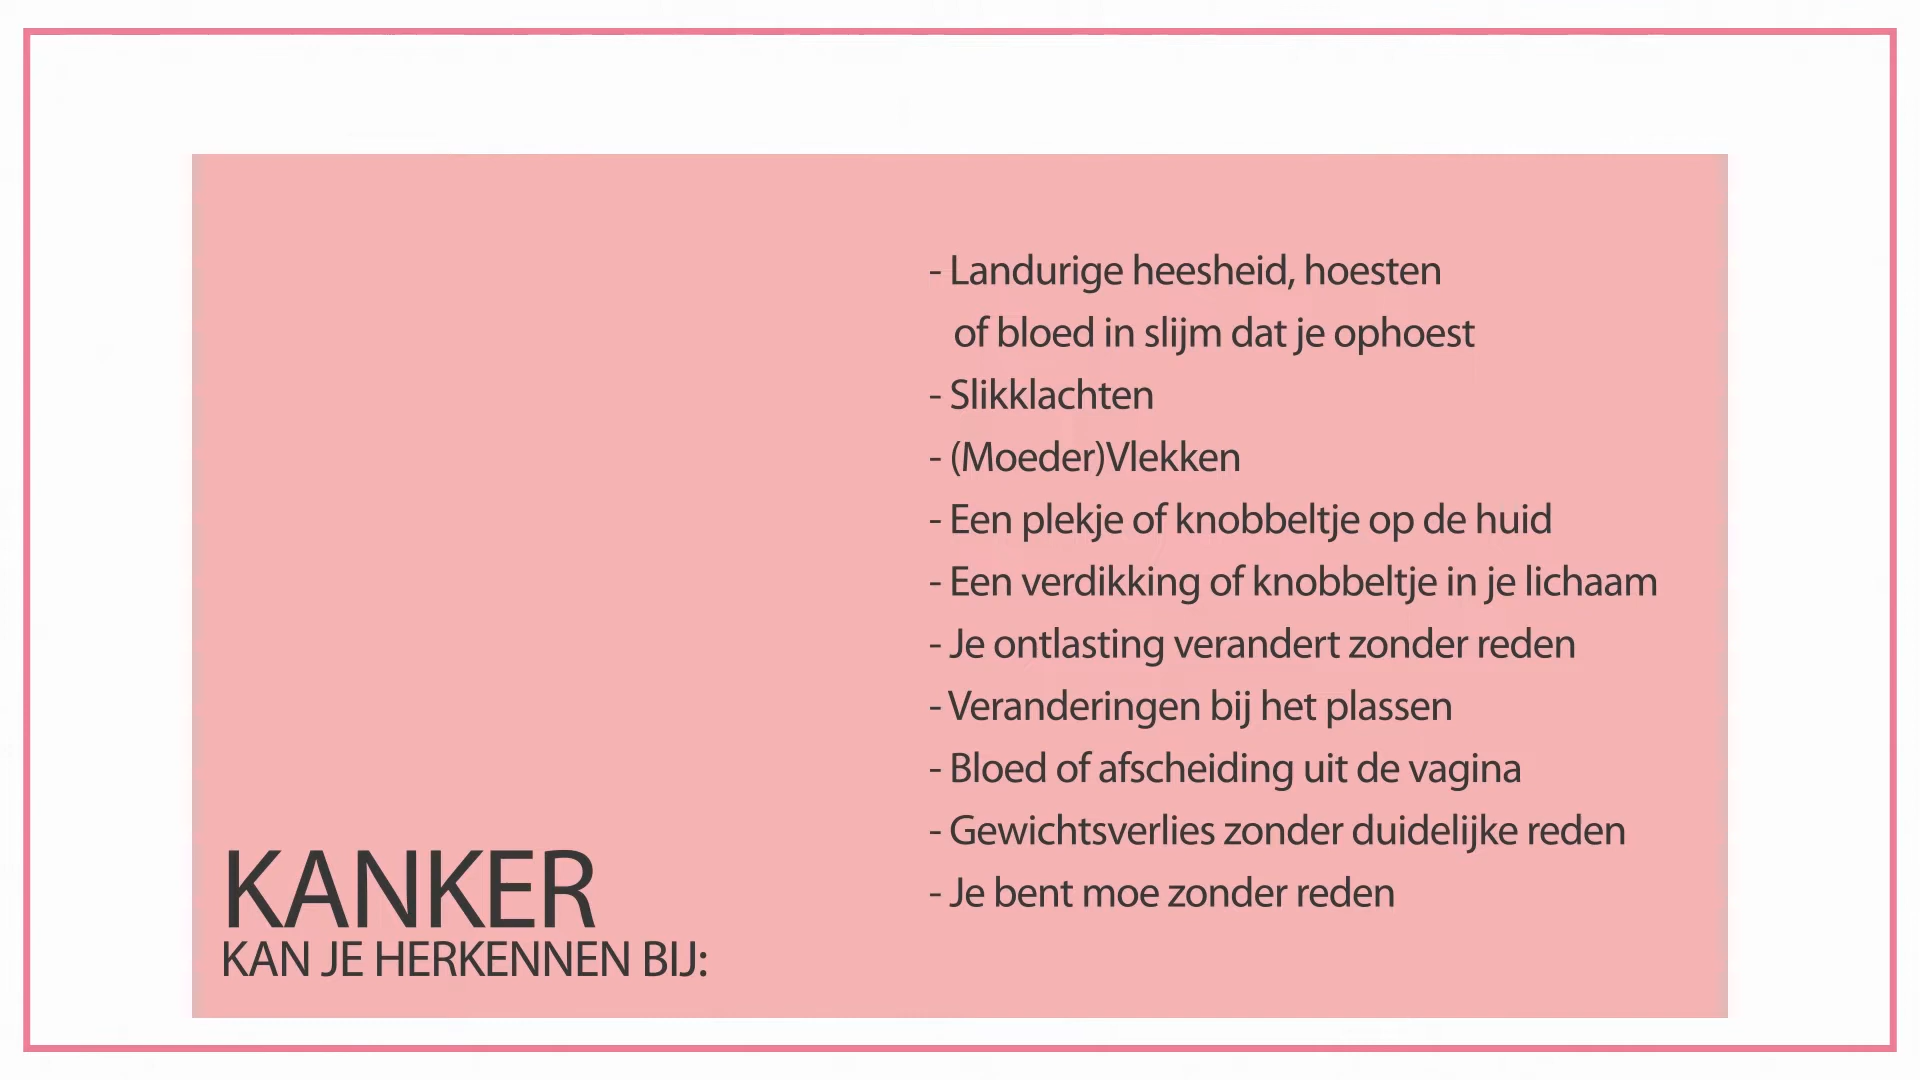 KANKER
KAN JE HERKENNEN BIJ:
- Landurige heesheid, hoesten
of bloed in slijm dat je ophoest
- Slikklachten
- (Moeder)Vlekken
- Een plekje of knobbeltje op de huid
- Een verdikking of knobbeltje in je lichaam
- Je ontlasting verandert zonder reden
- Veranderingen bij het plassen
- Bloed of afscheiding uit de vagina
- Gewichtsverlies zonder duidelijke reden
- Je bent moe zonder reden